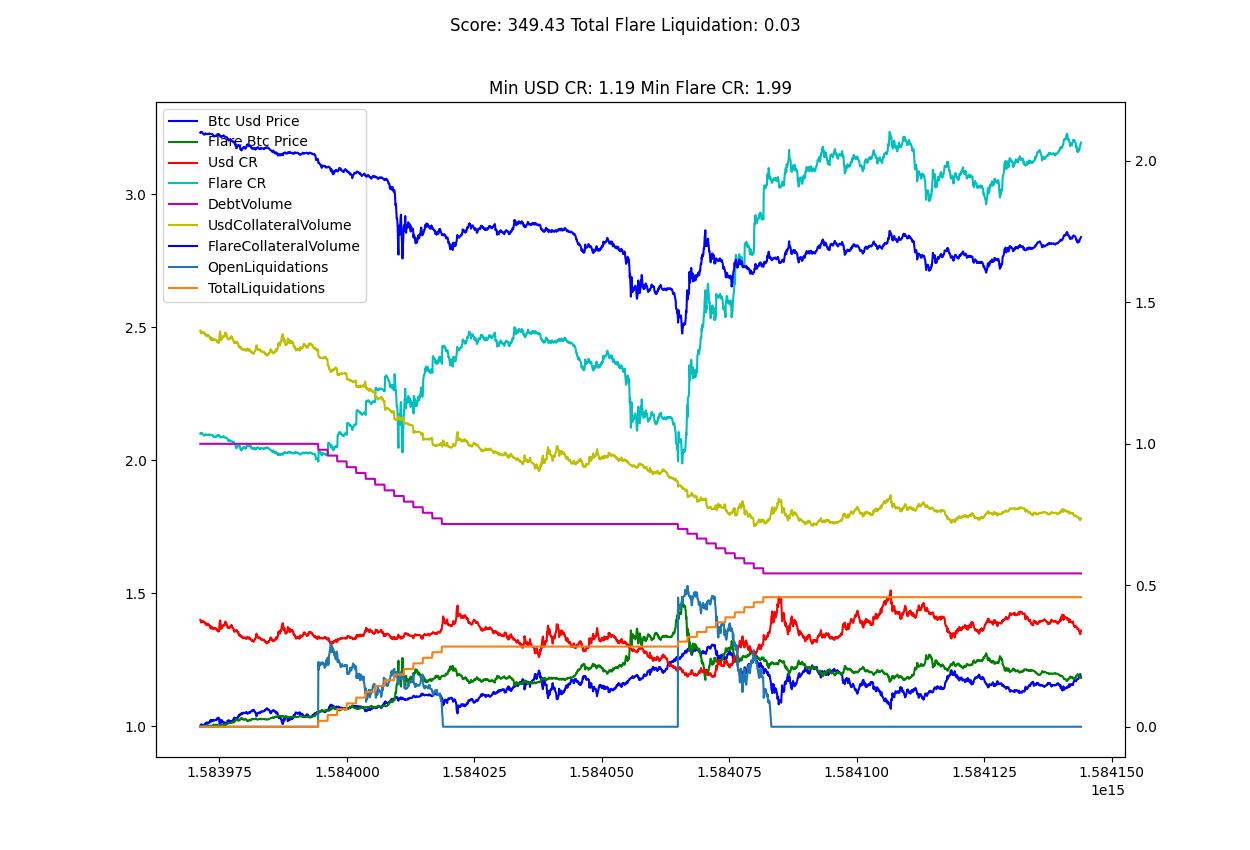 Score: 349.43 Total Flare Liquidation: 0.03
Min USD CR: 1.19 Min Flare CR: 1.99
Btc Usd Price
Flare Btc Price
Usd CR
Flare CR
DebtVolume
UsdCollateralVolume
FlareCollateralVolume
OpenLiquidations
TotalLiquidations
3.0
2.5
2.0
1.5
1.0
2.0
1.5
1.0
0.5
0.0
1.583975 1.584000 1.584025 1.584050 1.584075 1.584100 1.584125 1.584150
1e15